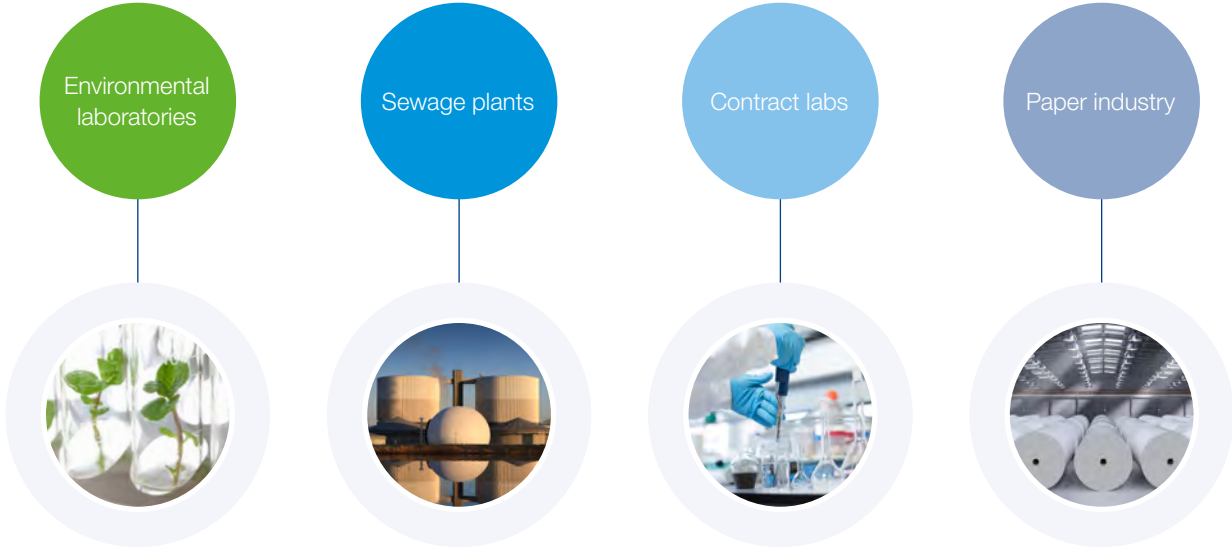 Environmental
laboratories
Sewage plants
Contract labs
Paper industry